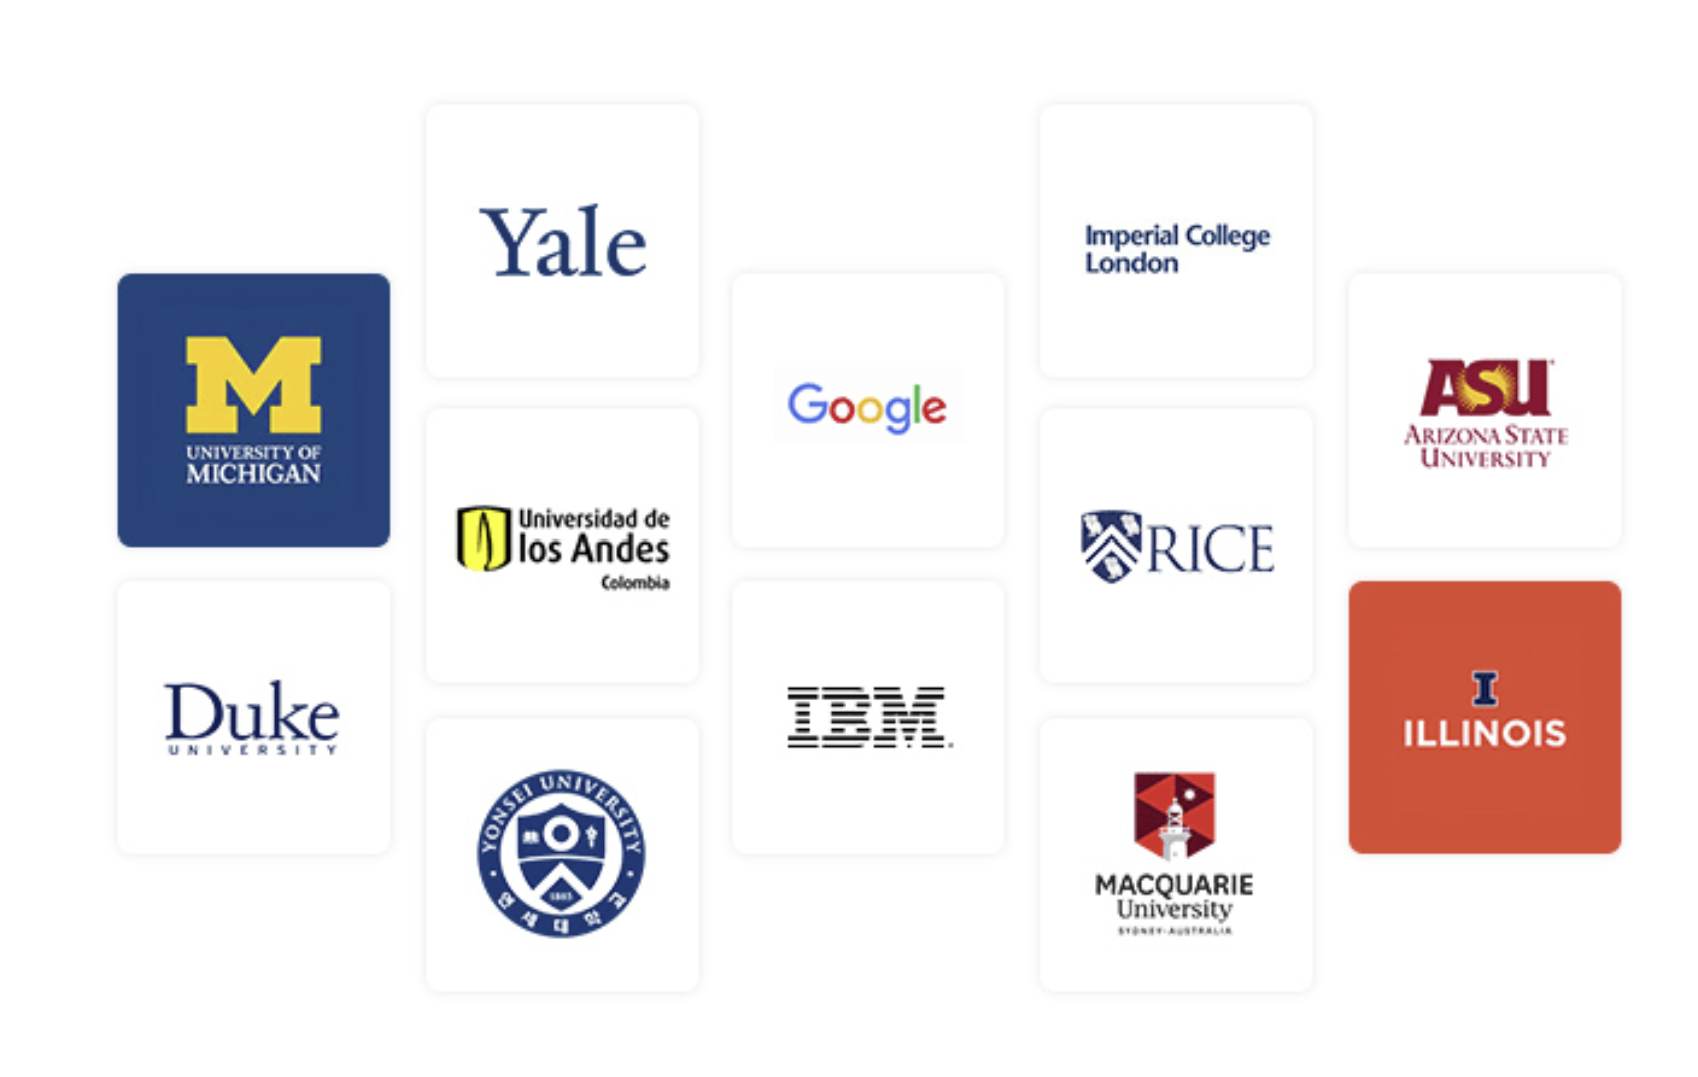 M
UNIVERSITY OF
MICHIGAN
Duke
UNIVERSITY
Yale
Universidad de
los Andes
Colombia
YONSEI UNIVERSITY
1885
연세대학교
Google
IBM
Imperial College
London
RICE
MACQUARIE
University
SYDNEY-AUSTRALIA
ASU
ARIZONA STATE
UNIVERSITY
I
ILLINOIS